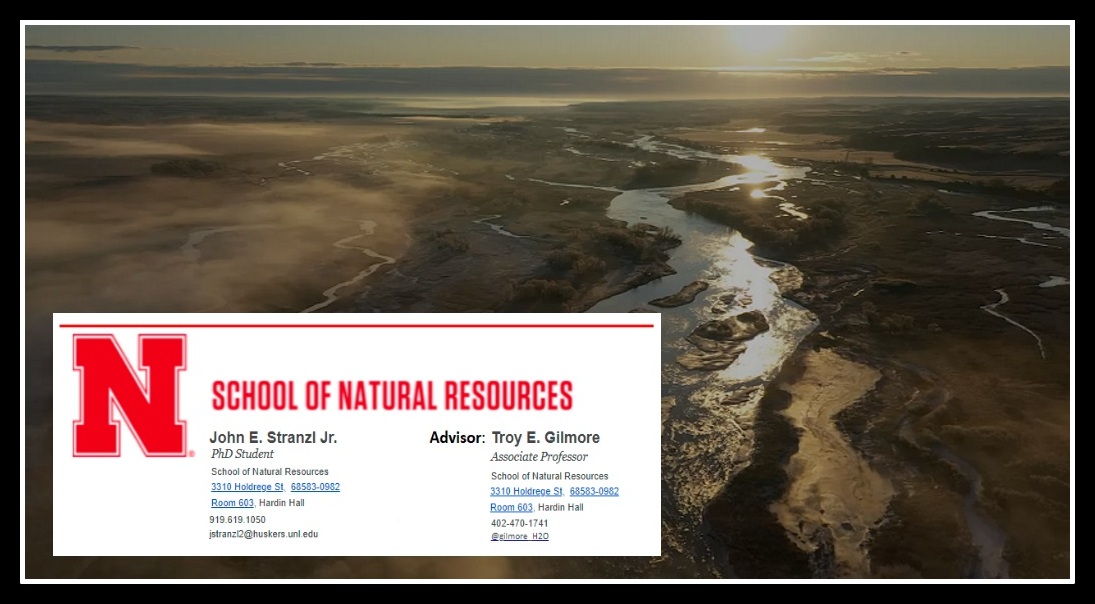 N
SCHOOL OF NATURAL RESOURCES
John E. Stranzl Jr.
PhD Student
School of Natural Resources
3310 Holdrege St, 68583-0982
Room 603, Hardin Hall
919.619.1050
jstranzl2@huskers.unl.edu
Advisor: Troy E. Gilmore
Associate Professor
School of Natural Resources
3310 Holdrege St, 68583-0982
Room 603, Hardin Hall
402-470-1741
@gilmore_H2O